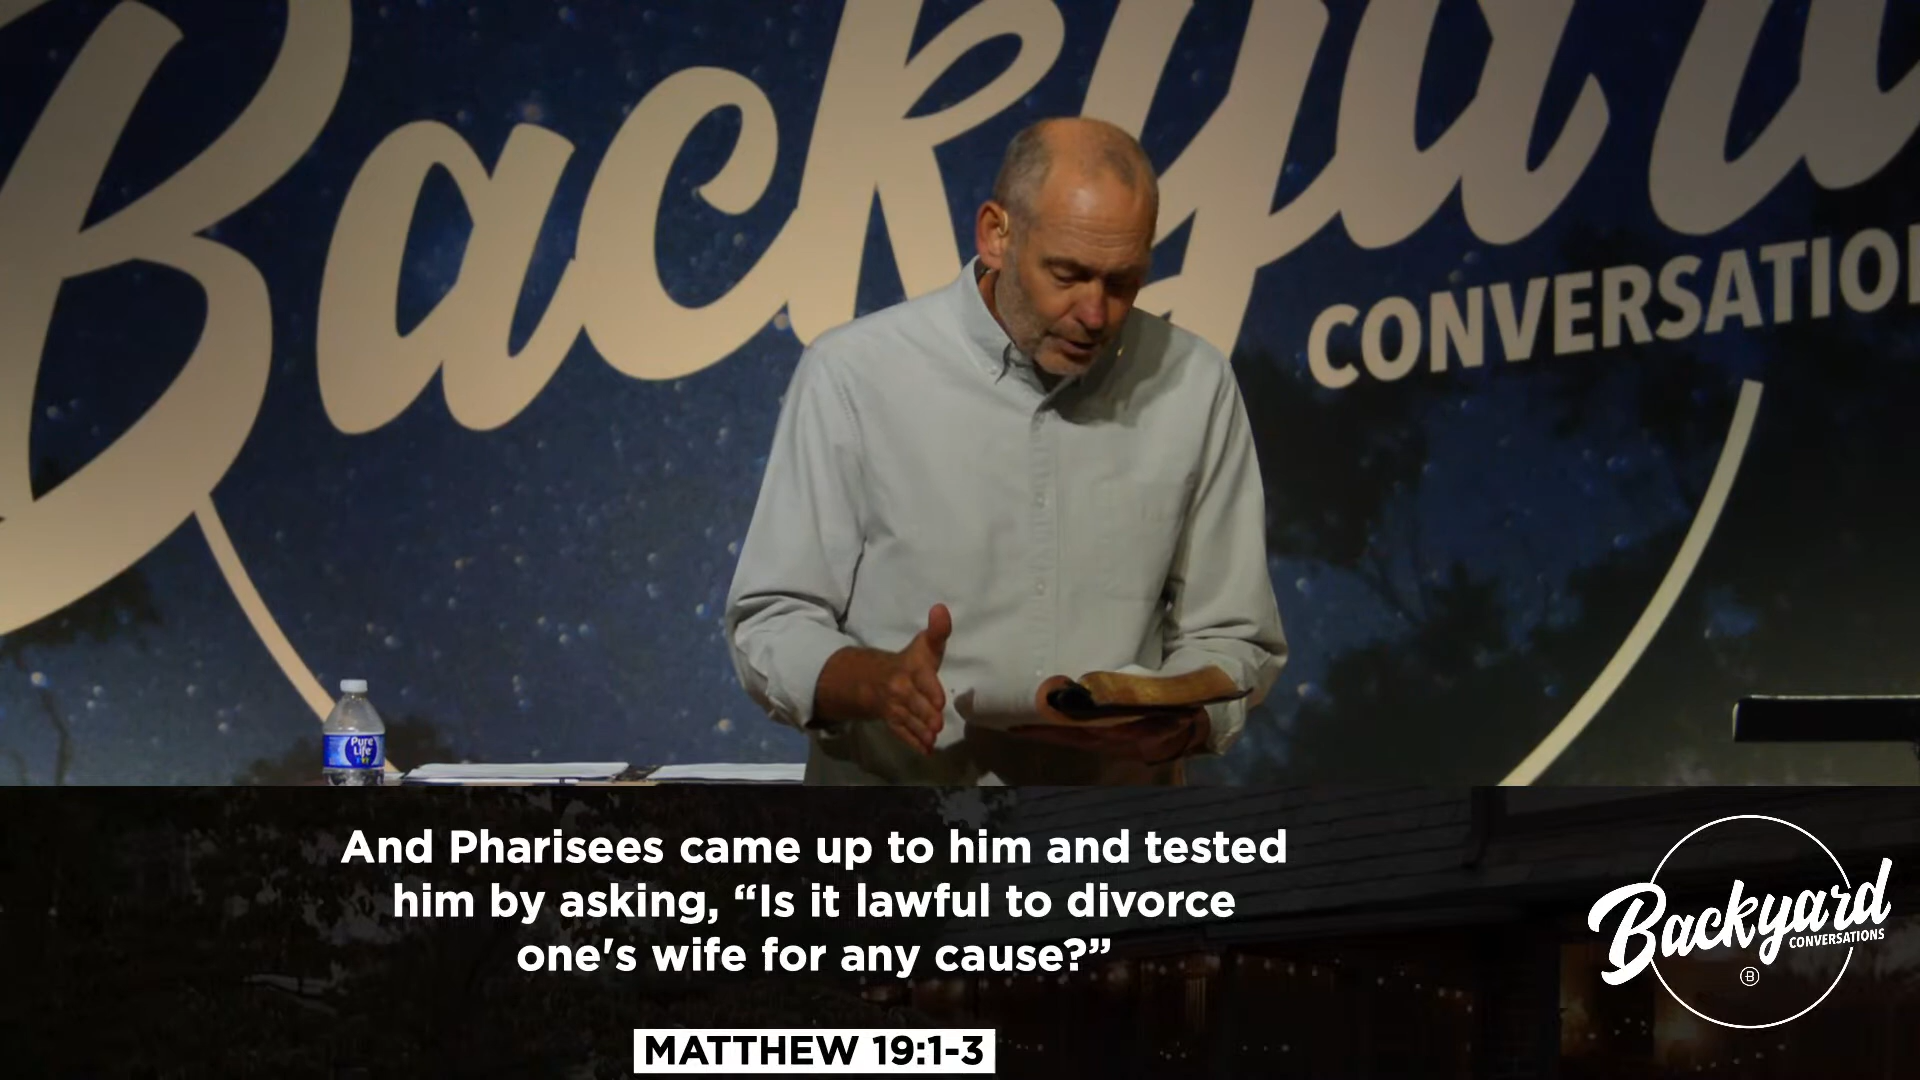 Backyard
CONVERSATION
Pure
Life
And Pharisees came up to him and tested
him by asking, “Is it lawful to divorce
one's wife for any cause?”
MATTHEW 19:1-3
Backyard
CONVERSATIONS
B